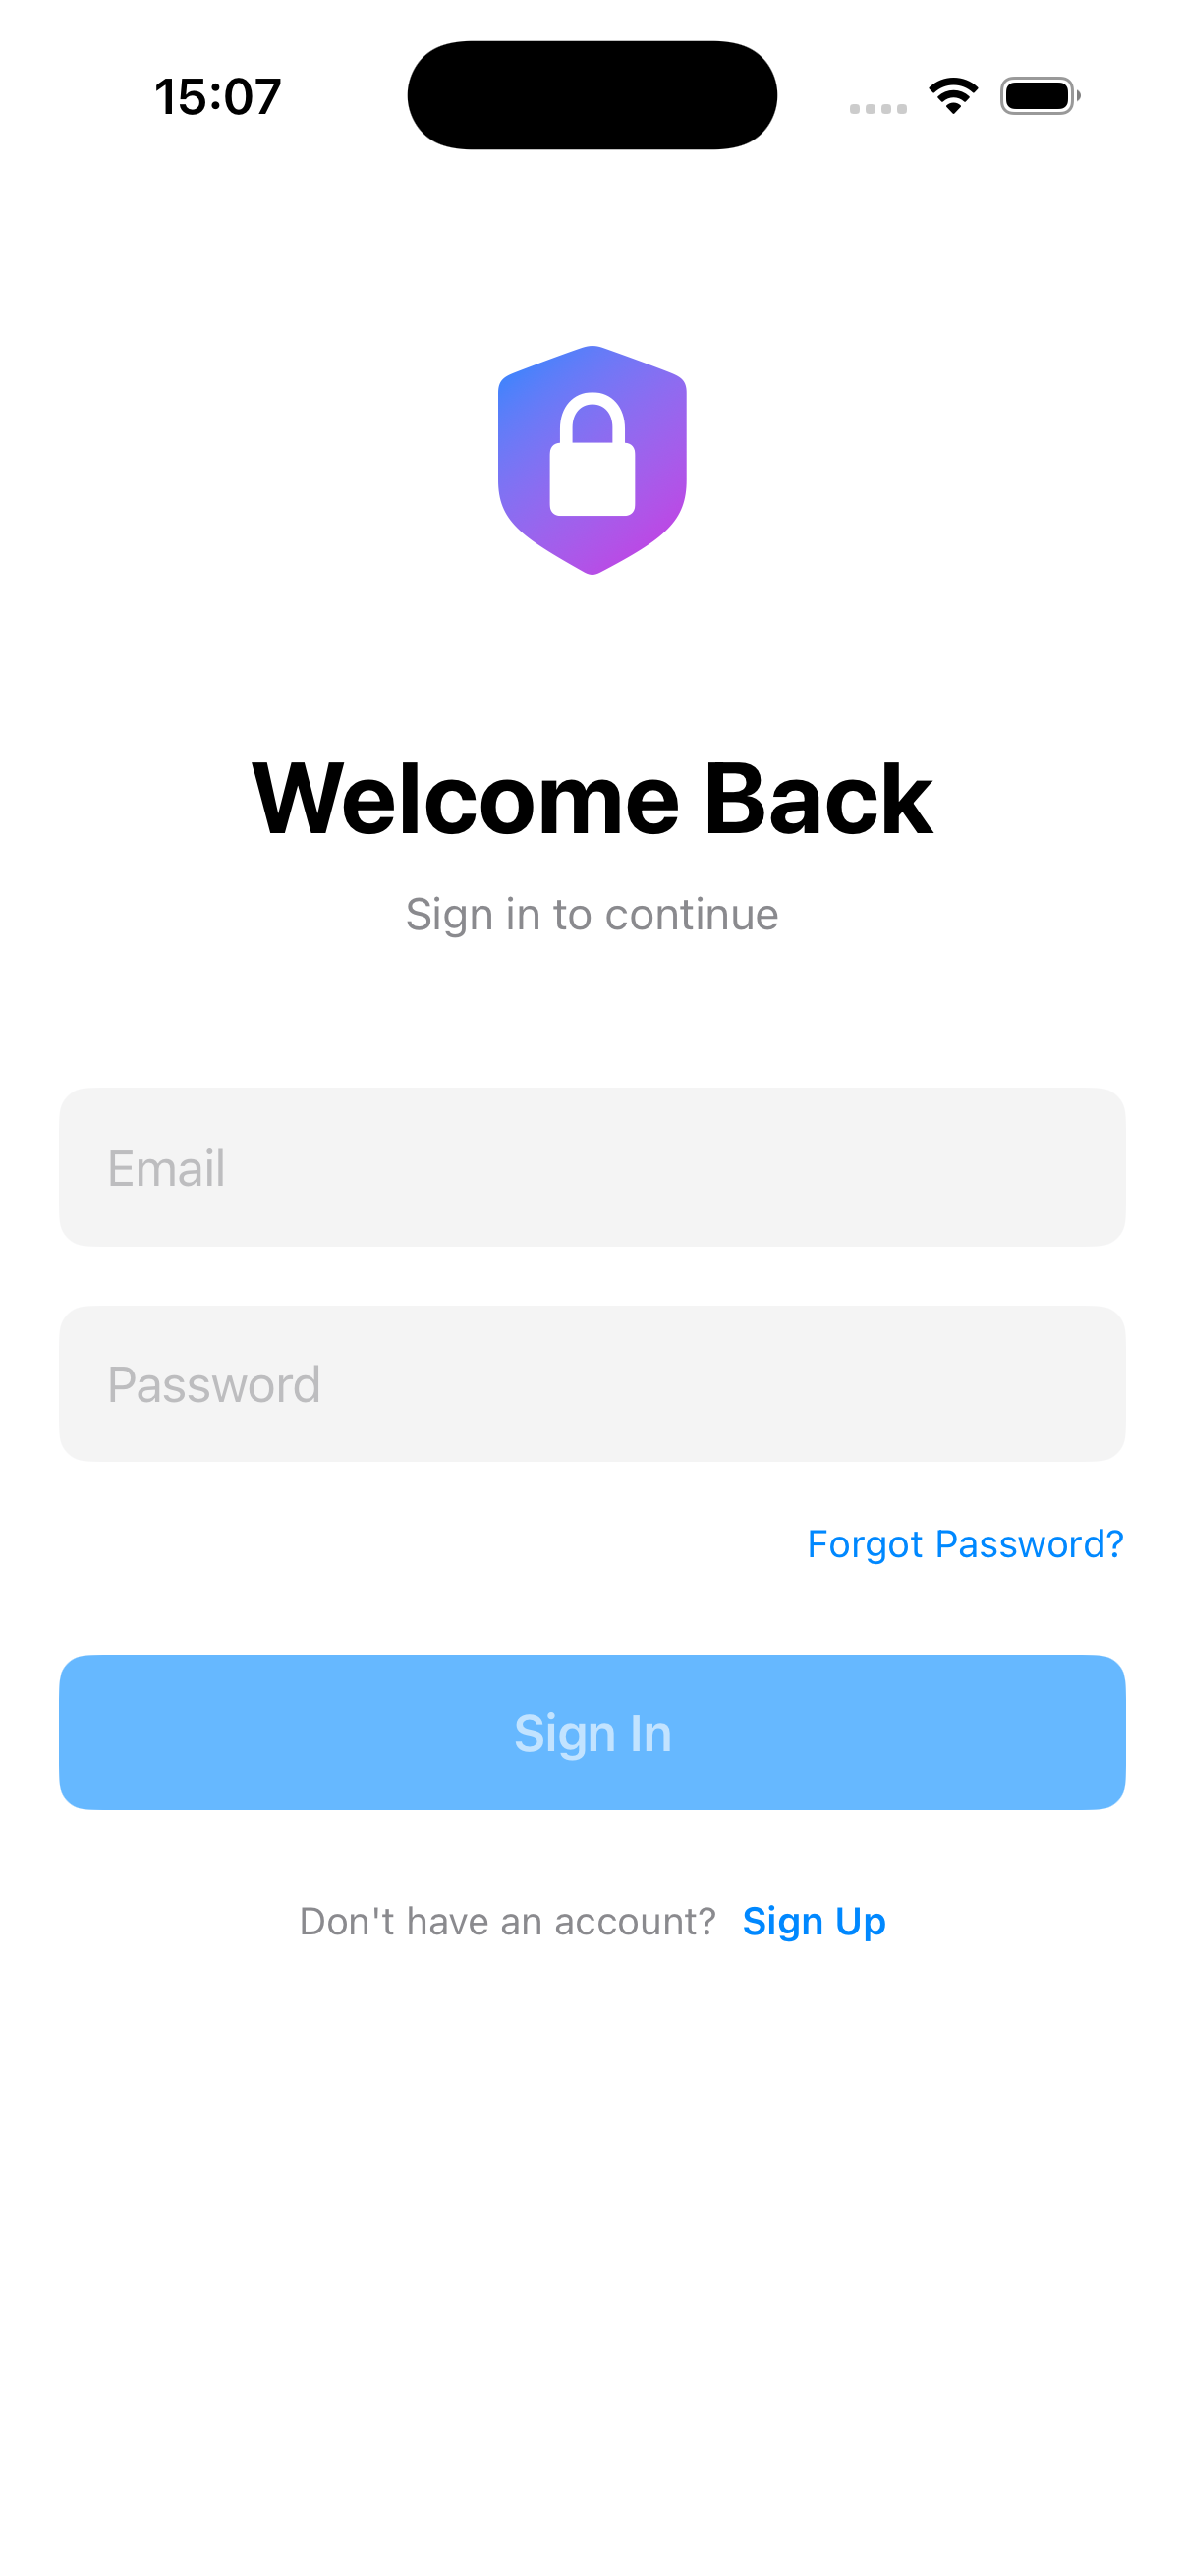 15:07
Welcome Back
Sign in to continue
Email
Password
Forgot Password?
Sign In
Don't have an account? Sign Up